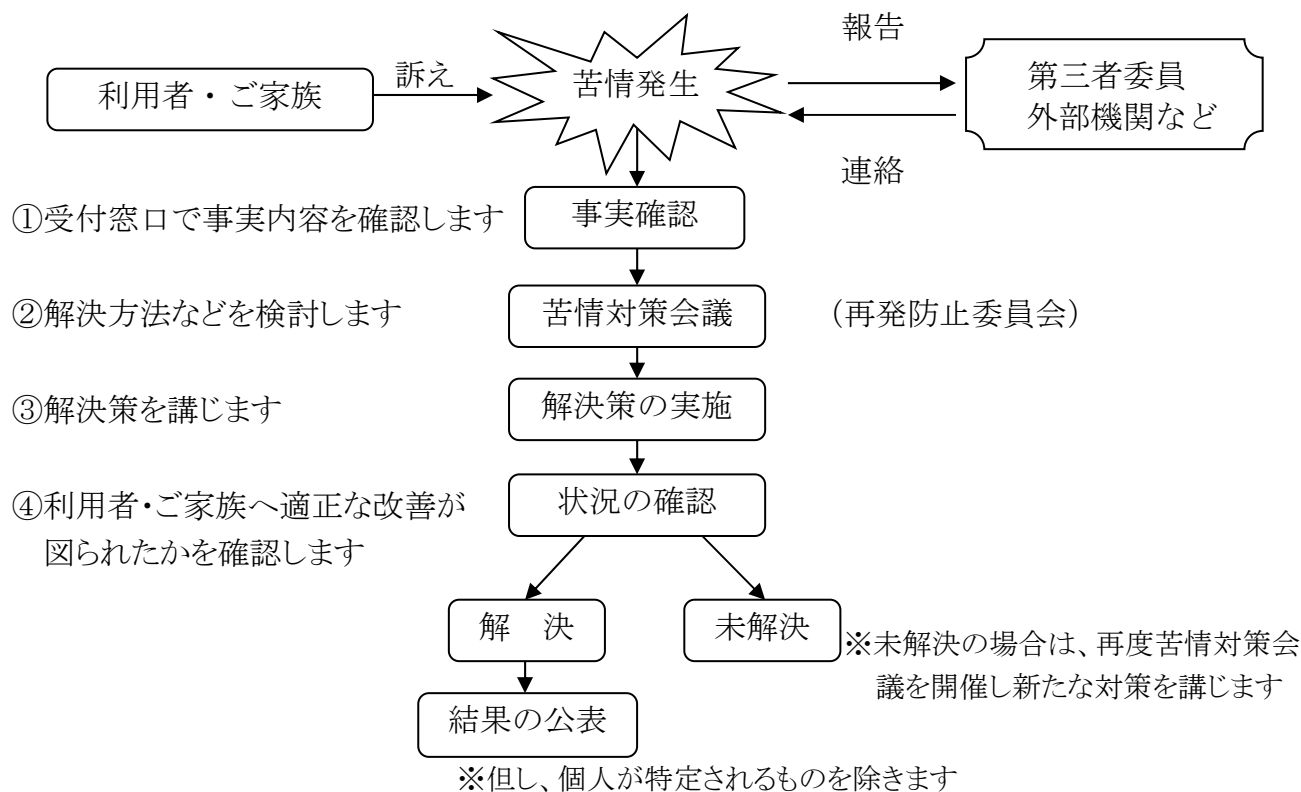 報告
利用者・ご家族
訴え
苦情発生
第三者委員
外部機関など
連絡
①受付窓口で事実内容を確認します
事実確認
②解決方法などを検討します
苦情対策会議
(再発防止委員会)
③解決策を講じます
解決策の実施
④利用者・ご家族へ適正な改善が
図られたかを確認します
状況の確認
解　決
未解決
※未解決の場合は、再度苦情対策会
議を開催し新たな対策を講じます
結果の公表
※但し、個人が特定されるものを除きます